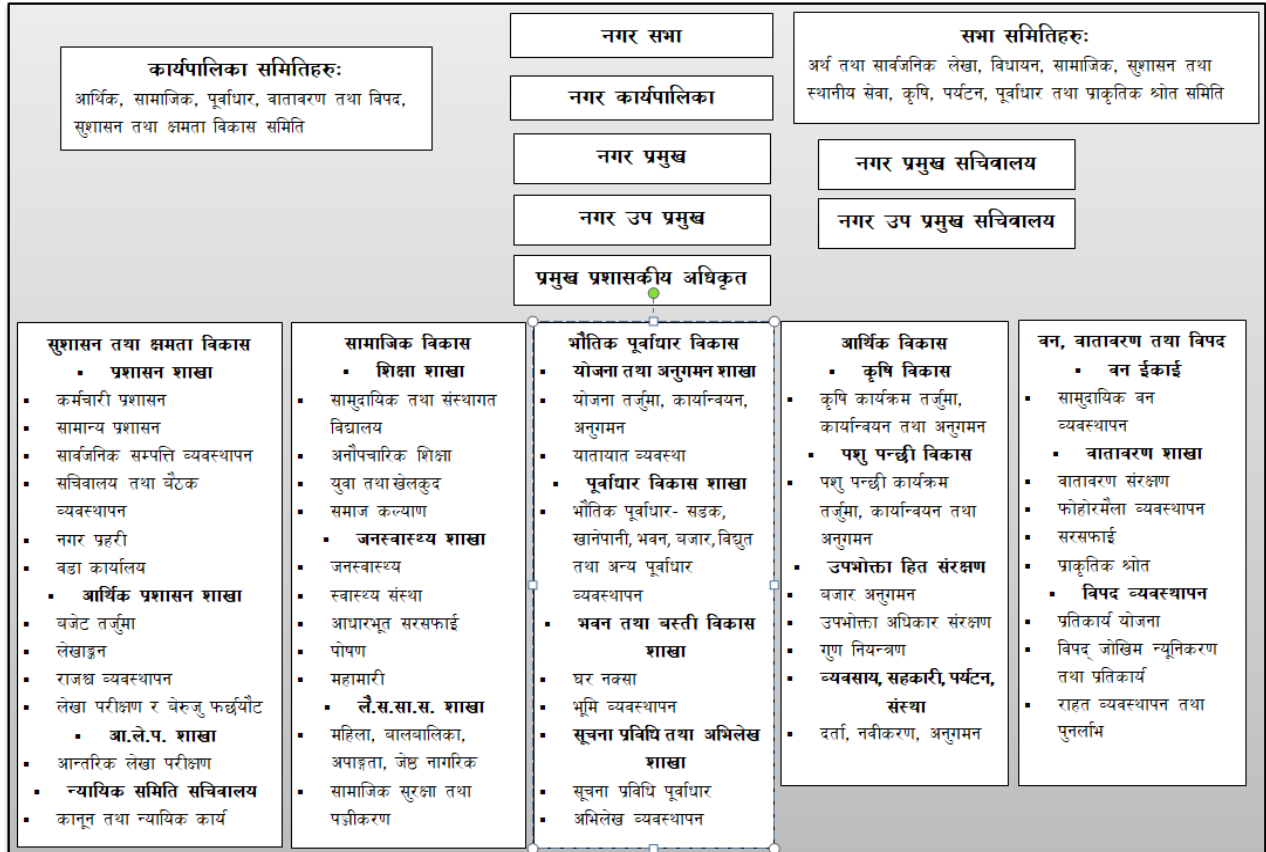 नगर सभा
कार्यपालिका समितिहरुः
आर्थिक, सामाजिक, पूर्वाधार, वातावरण तथा विपद,
सुशासन तथा क्षमता विकास समिति
सभा समितिहरुः
अर्थ तथा सार्वजनिक लेखा, विधायन, सामाजिक, सुशासन तथा
स्थानीय सेवा, कृषि, पर्यटन, पूर्वाधार तथा प्राकृतिक श्रोत समिति
नगर कार्यपालिका
नगर प्रमुख
नगर प्रमुख सचिवालय
नगर उप प्रमुख
नगर उप प्रमुख सचिवालय
प्रमुख प्रशासकीय अधिकृत
सुशासन तथा क्षमता विकास
▪ प्रशासन शाखा
▪ कर्मचारी प्रशासन
▪ सामान्य प्रशासन
▪ सार्वजनिक सम्पत्ति व्यवस्थापन
▪ सचिवालय तथा बैठक
व्यवस्थापन
▪ नगर प्रहरी
▪ वडा कार्यालय
▪ आर्थिक प्रशासन शाखा
▪ बजेट तर्जुमा
▪ लेखाङ्कन
▪ राजश्व व्यवस्थापन
▪ लेखा परीक्षण र बेरुजु फर्छयौट
▪ आ.ले.प. शाखा
▪ आन्तरिक लेखा परीक्षण
▪ न्यायिक समिति सचिवालय
▪ कानून तथा न्यायिक कार्य
सामाजिक विकास
▪ शिक्षा शाखा
▪ सामुदायिक तथा संस्थागत
विद्यालय
▪ अनौपचारिक शिक्षा
▪ युवा तथा खेलकुद
▪ समाज कल्याण
▪ जनस्वास्थ्य शाखा
▪ जनस्वास्थ्य
▪ स्वास्थ्य संस्था
▪ आधारभूत सरसफाई
▪ पोषण
▪ महामारी
▪ लै.स.सा.स. शाखा
▪ महिला, बालबालिका,
अपाङ्गता, जेष्ठ नागरिक
▪ सामाजिक सुरक्षा तथा
पञ्जीकरण
भौतिक पूर्वाधार विकास
▪ योजना तथा अनुगमन शाखा
▪ योजना तर्जुमा, कार्यान्वयन,
अनुगमन
▪ यातायात व्यवस्था
▪ पूर्वाधार विकास शाखा
▪ भौतिक पूर्वाधार- सडक,
खानेपानी, भवन, बजार, विद्युत
तथा अन्य पूर्वाधार
व्यवस्थापन
▪ भवन तथा बस्ती विकास
शाखा
▪ घर नक्सा
▪ भूमि व्यवस्थापन
▪ सूचना प्रविधि तथा अभिलेख
शाखा
▪ सूचना प्रविधि पूर्वाधार
▪ अभिलेख व्यवस्थापन
आर्थिक विकास
▪ कृषि विकास
▪ कृषि कार्यक्रम तर्जुमा,
कार्यान्वयन तथा अनुगमन
▪ पशु पन्छी विकास
▪ पशु पन्छी कार्यक्रम
तर्जुमा, कार्यान्वयन तथा
अनुगमन
▪ उपभोक्ता हित संरक्षण
▪ बजार अनुगमन
▪ उपभोक्ता अधिकार संरक्षण
▪ गुण नियन्त्रण
▪ व्यवसाय, सहकारी, पर्यटन,
संस्था
▪ दर्ता, नवीकरण, अनुगमन
वन, वातावरण तथा विपद
▪ वन ईकाई
▪ सामुदायिक वन
व्यवस्थापन
▪ वातावरण शाखा
▪ वातावरण संरक्षण
▪ फोहोरमैला व्यवस्थापन
▪ सरसफाई
▪ प्राकृतिक श्रोत
▪ विपद व्यवस्थापन
▪ प्रतिकार्य योजना
▪ विपद् जोखिम न्यूनिकरण
तथा प्रतिकार्य
▪ राहत व्यवस्थापन तथा
पुनर्लाभ